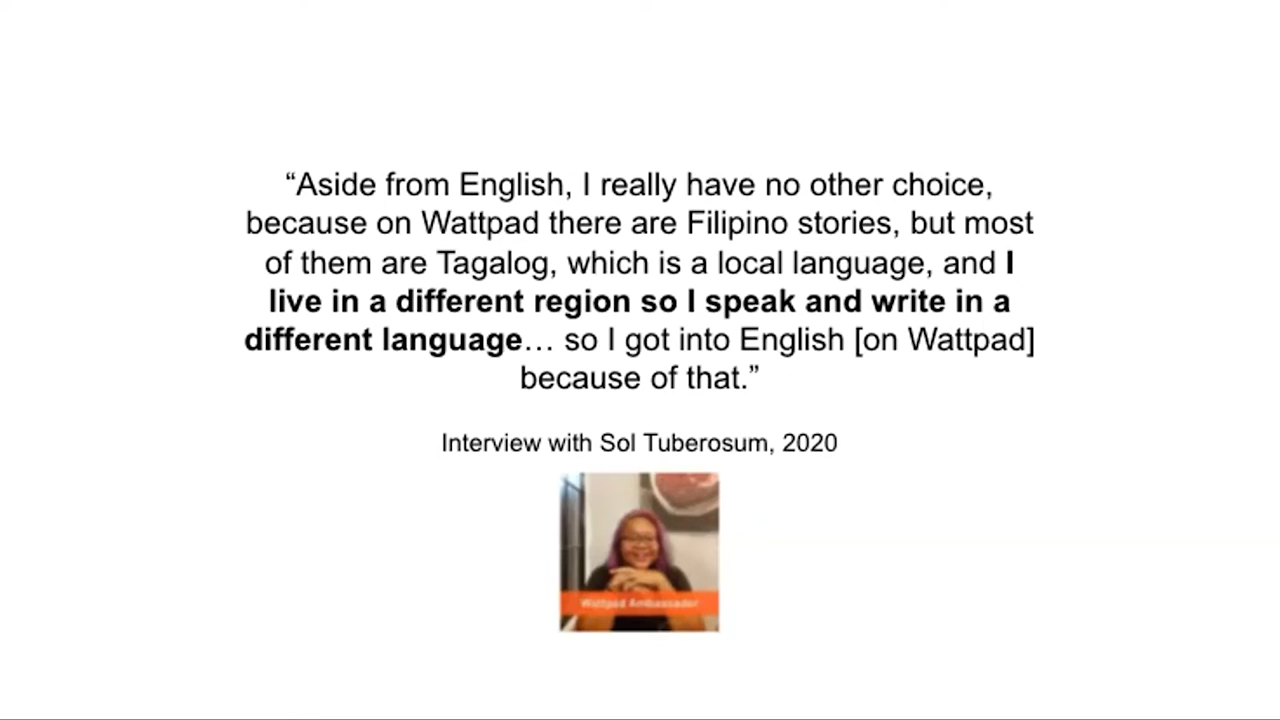 “Aside from English, I really have no other choice,
because on Wattpad there are Filipino stories, but most
of them are Tagalog, which is a local language, and I
live in a different region so I speak and write in a
different language… so I got into English [on Wattpad]
because of that.”
Interview with Sol Tuberosum, 2020
Wattpad Ambassador